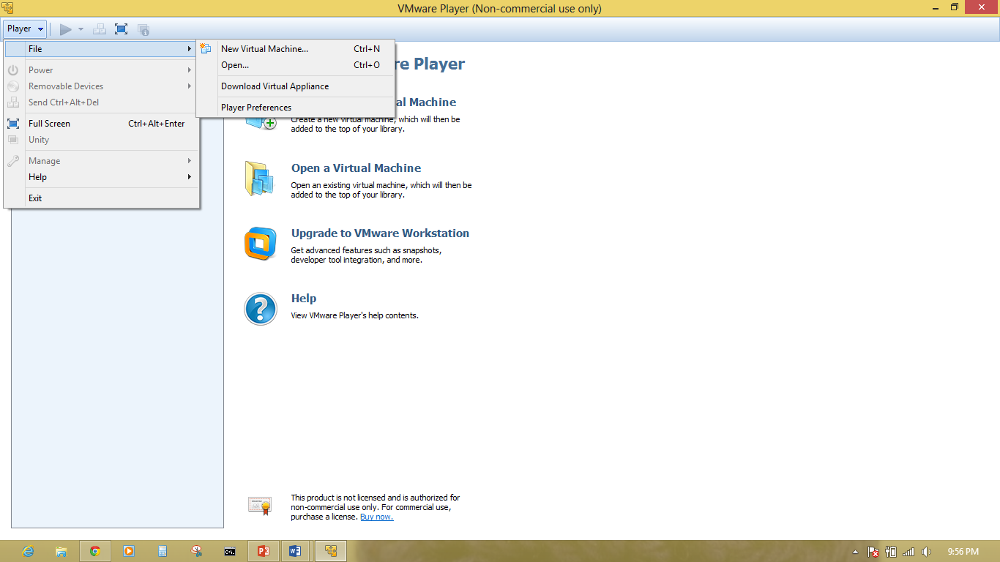 VMware Player (Non-commercial use only)
Player
File
Power
Removable Devices
Send Ctrl+Alt+Del
Full Screen Ctrl+Alt+Enter
Unity
Manage
Help
Exit
New Virtual Machine... Ctrl+N
Open... Ctrl+O
Download Virtual Appliance
Player Preferences
re Player
al Machine
Create a new virtual machine, which will then be
added to the top of your library.
Open a Virtual Machine
Open an existing virtual machine, which will then be
added to the top of your library.
Upgrade to VMware Workstation
Get advanced features such as snapshots,
developer tool integration, and more.
Help
View VMware Player's help contents.
This product is not licensed and is authorized for
non-commercial use only. For commercial use,
purchase a license. Buy now.
9:56 PM